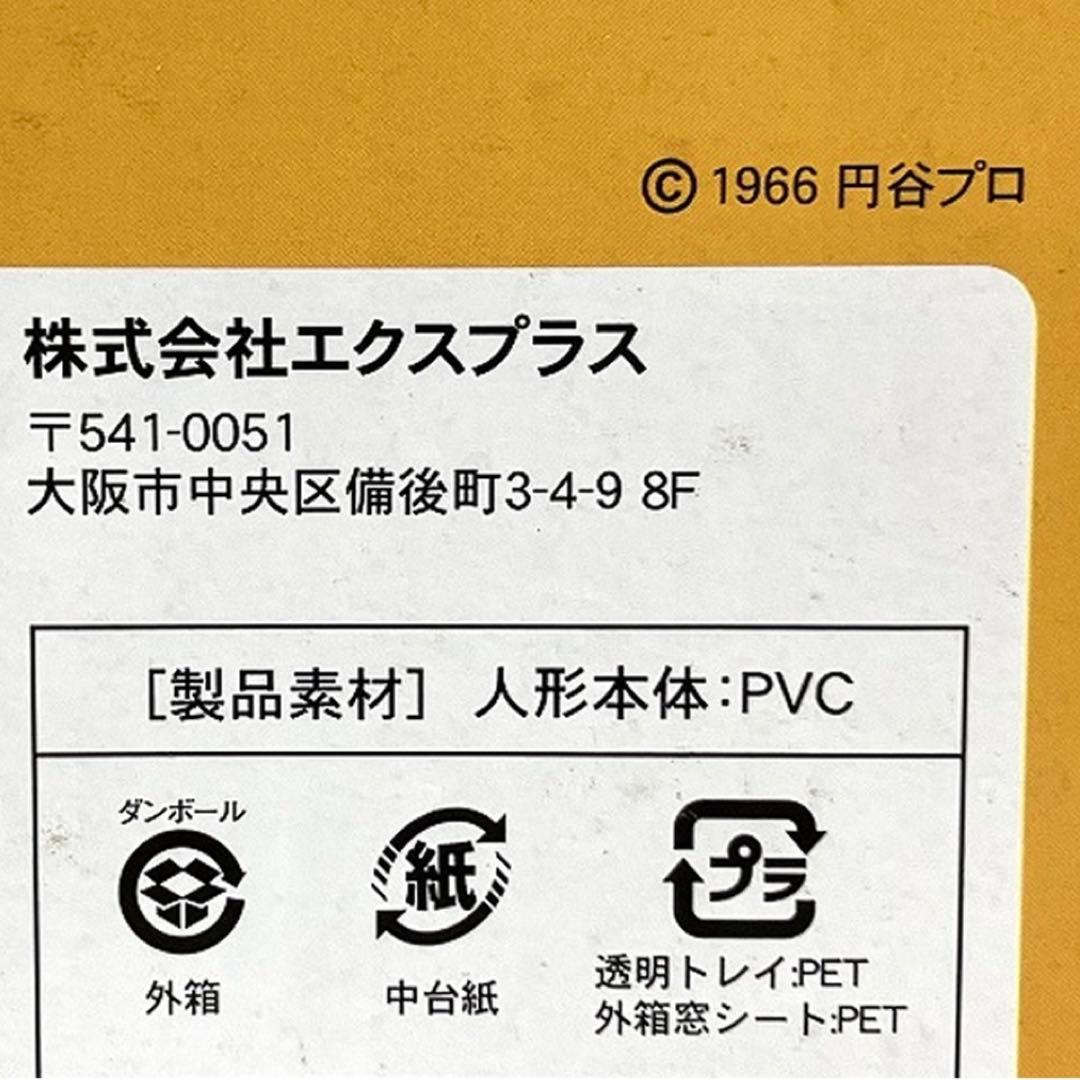 © 1966 円谷プロ
株式会社エクスプラス
〒541-0051
大阪市中央区備後町3-4-9 8F
[製品素材] 人形本体:PVC
ダンボール
紙
プラ
外箱
中台紙
透明トレイ:PET
外箱窓シート:PET